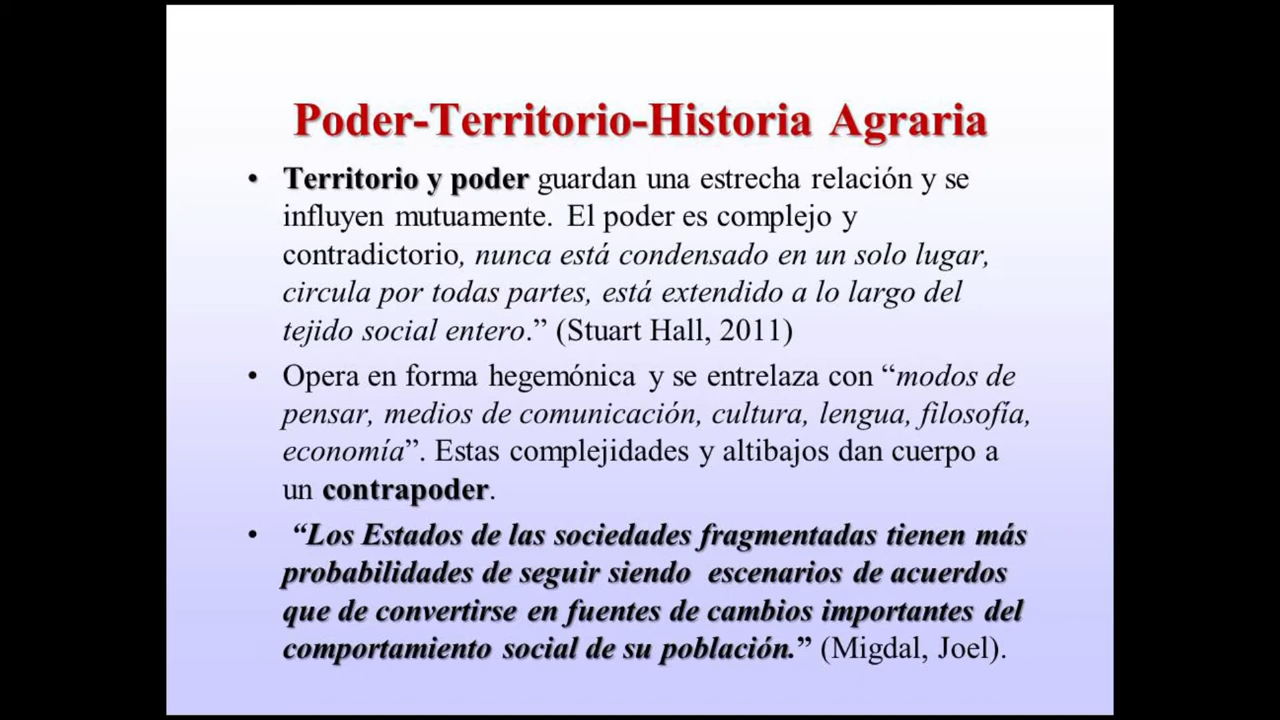 Poder-Territorio-Historia Agraria
• Territorio y poder guardan una estrecha relación y se
influyen mutuamente. El poder es complejo y
contradictorio, nunca está condensado en un solo lugar,
circula por todas partes, está extendido a lo largo del
tejido social entero.” (Stuart Hall, 2011)
• Opera en forma hegemónica y se entrelaza con “modos de
pensar, medios de comunicación, cultura, lengua, filosofía,
economía”. Estas complejidades y altibajos dan cuerpo a
un contrapoder.
• “Los Estados de las sociedades fragmentadas tienen más
probabilidades de seguir siendo escenarios de acuerdos
que de convertirse en fuentes de cambios importantes del
comportamiento social de su población.” (Migdal, Joel).